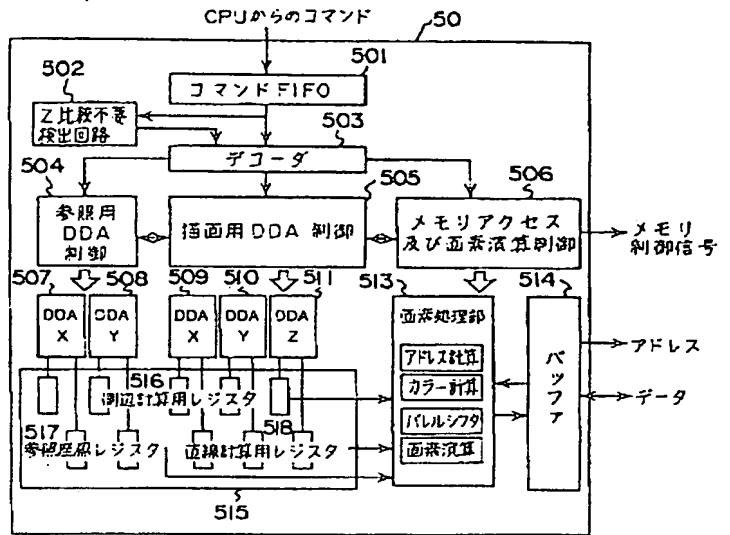 CPUからのコマンド
50
501
コマンドFIFO
502
Z比較不要
検出回路
503
デコーダ
504
参照用
DDA
制御
505
描画用DDA 制御
506
メモリアクセス
及び画素演算制御
メモリ
制御信号
507
DDA
X
508
DDA
Y
509
DDA
X
510
DDA
Y
511
DDA
Z
513
画素処理部
アドレス計算
カラー計算
バレルシフタ
画素演算
514
バッファ
アドレス
データ
516
側辺計算用レジスタ
517
参照座標レジスタ
518
直線計算用レジスタ
515